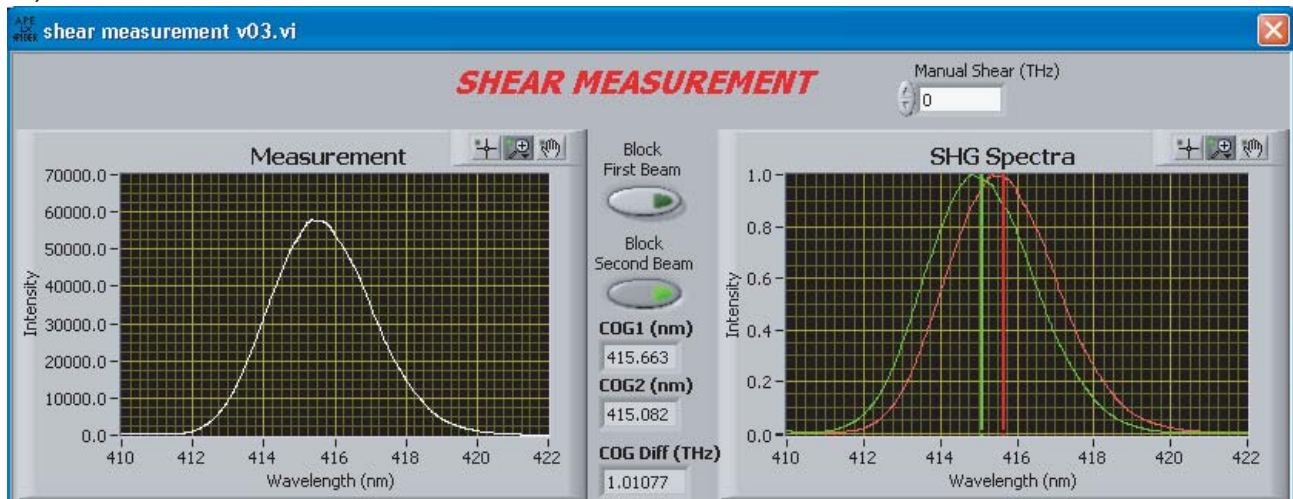 APE
LX
SPIDER
shear measurement v03.vi
SHEAR MEASUREMENT
Manual Shear (THz)
0
Measurement
70000.0
60000.0
50000.0
40000.0
30000.0
20000.0
10000.0
0.0
Intensity
410 412 414 416 418 420 422
Wavelength (nm)
Block
First Beam
Block
Second Beam
COG1 (nm)
415.663
COG2 (nm)
415.082
COG Diff (THz)
1.01077
SHG Spectra
1.0
0.8
0.6
0.4
0.2
0.0
Intensity
410 412 414 416 418 420 422
Wavelength (nm)